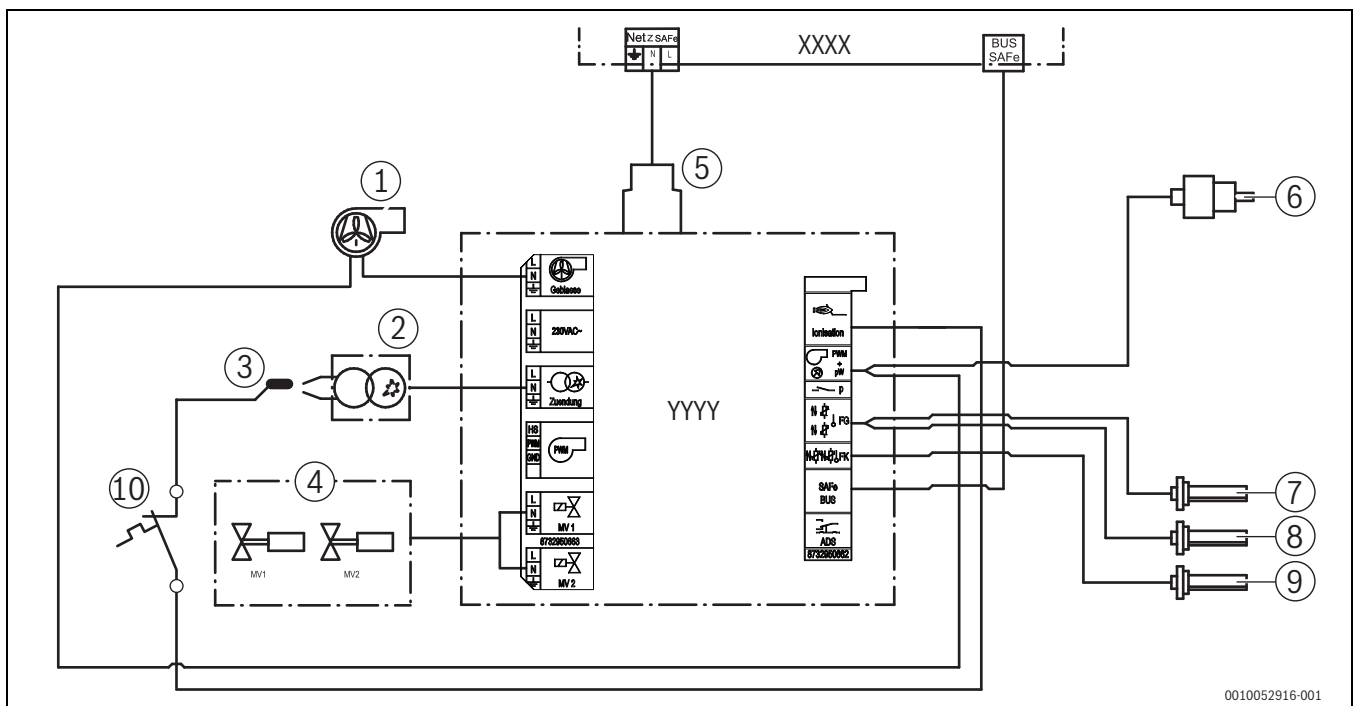 Netz SAFe
N L
XXXX
BUS
SAFe
5
1
6
L
N
Geblaese
Ionisation
2
L
N
230VAC~
PWM
+
pW
3
L
N
Zuendung
YYYY
P
FG
HS
PWM
GND
PWM
FK
10
4
L
N
MV 1
SAFe
BUS
7
8
MV1
MV2
8732950663
L
N
MV 2
ADS
8732950662
9
0010052916-001